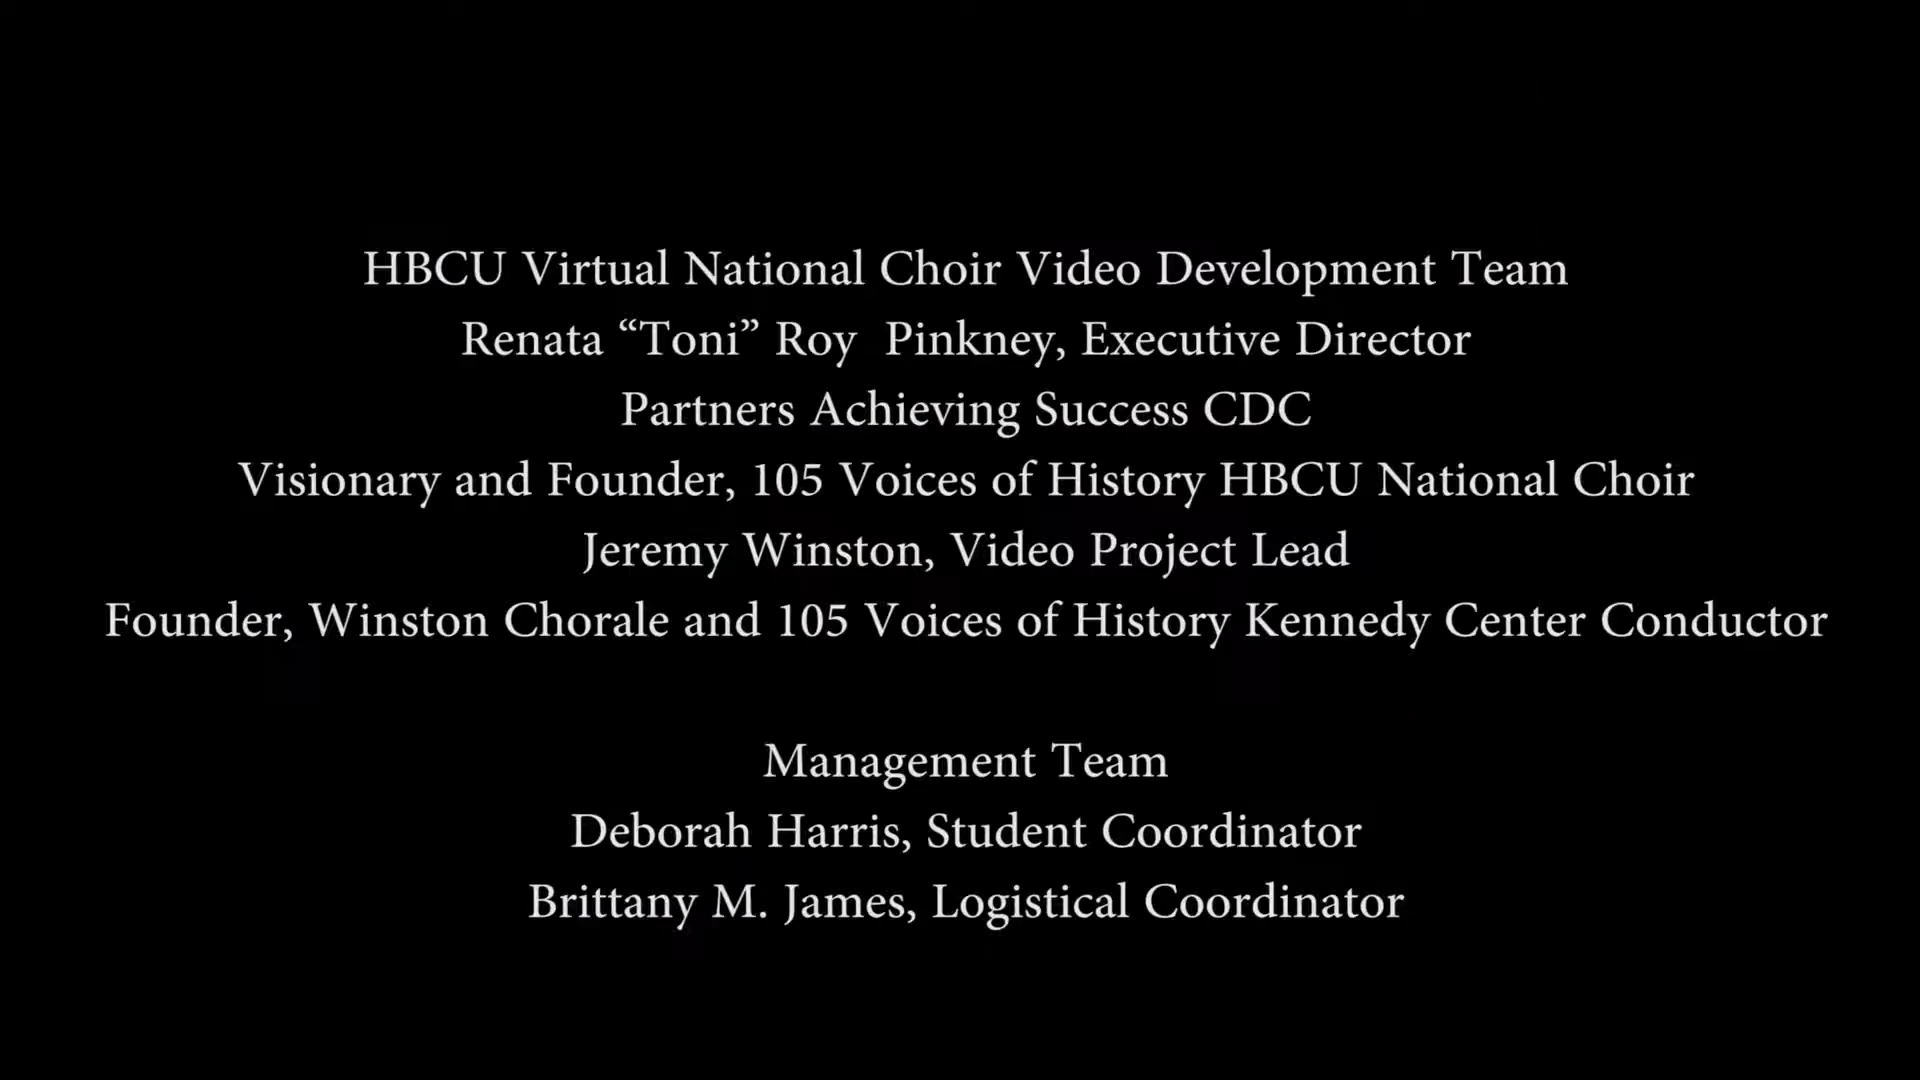 HBCU Virtual National Choir Video Development Team
Renata “Toni” Roy  Pinkney, Executive Director
Partners Achieving Success CDC
Visionary and Founder, 105 Voices of History HBCU National Choir
Jeremy Winston, Video Project Lead
Founder, Winston Chorale and 105 Voices of History Kennedy Center Conductor
Management Team
Deborah Harris, Student Coordinator
Brittany M. James, Logistical Coordinator